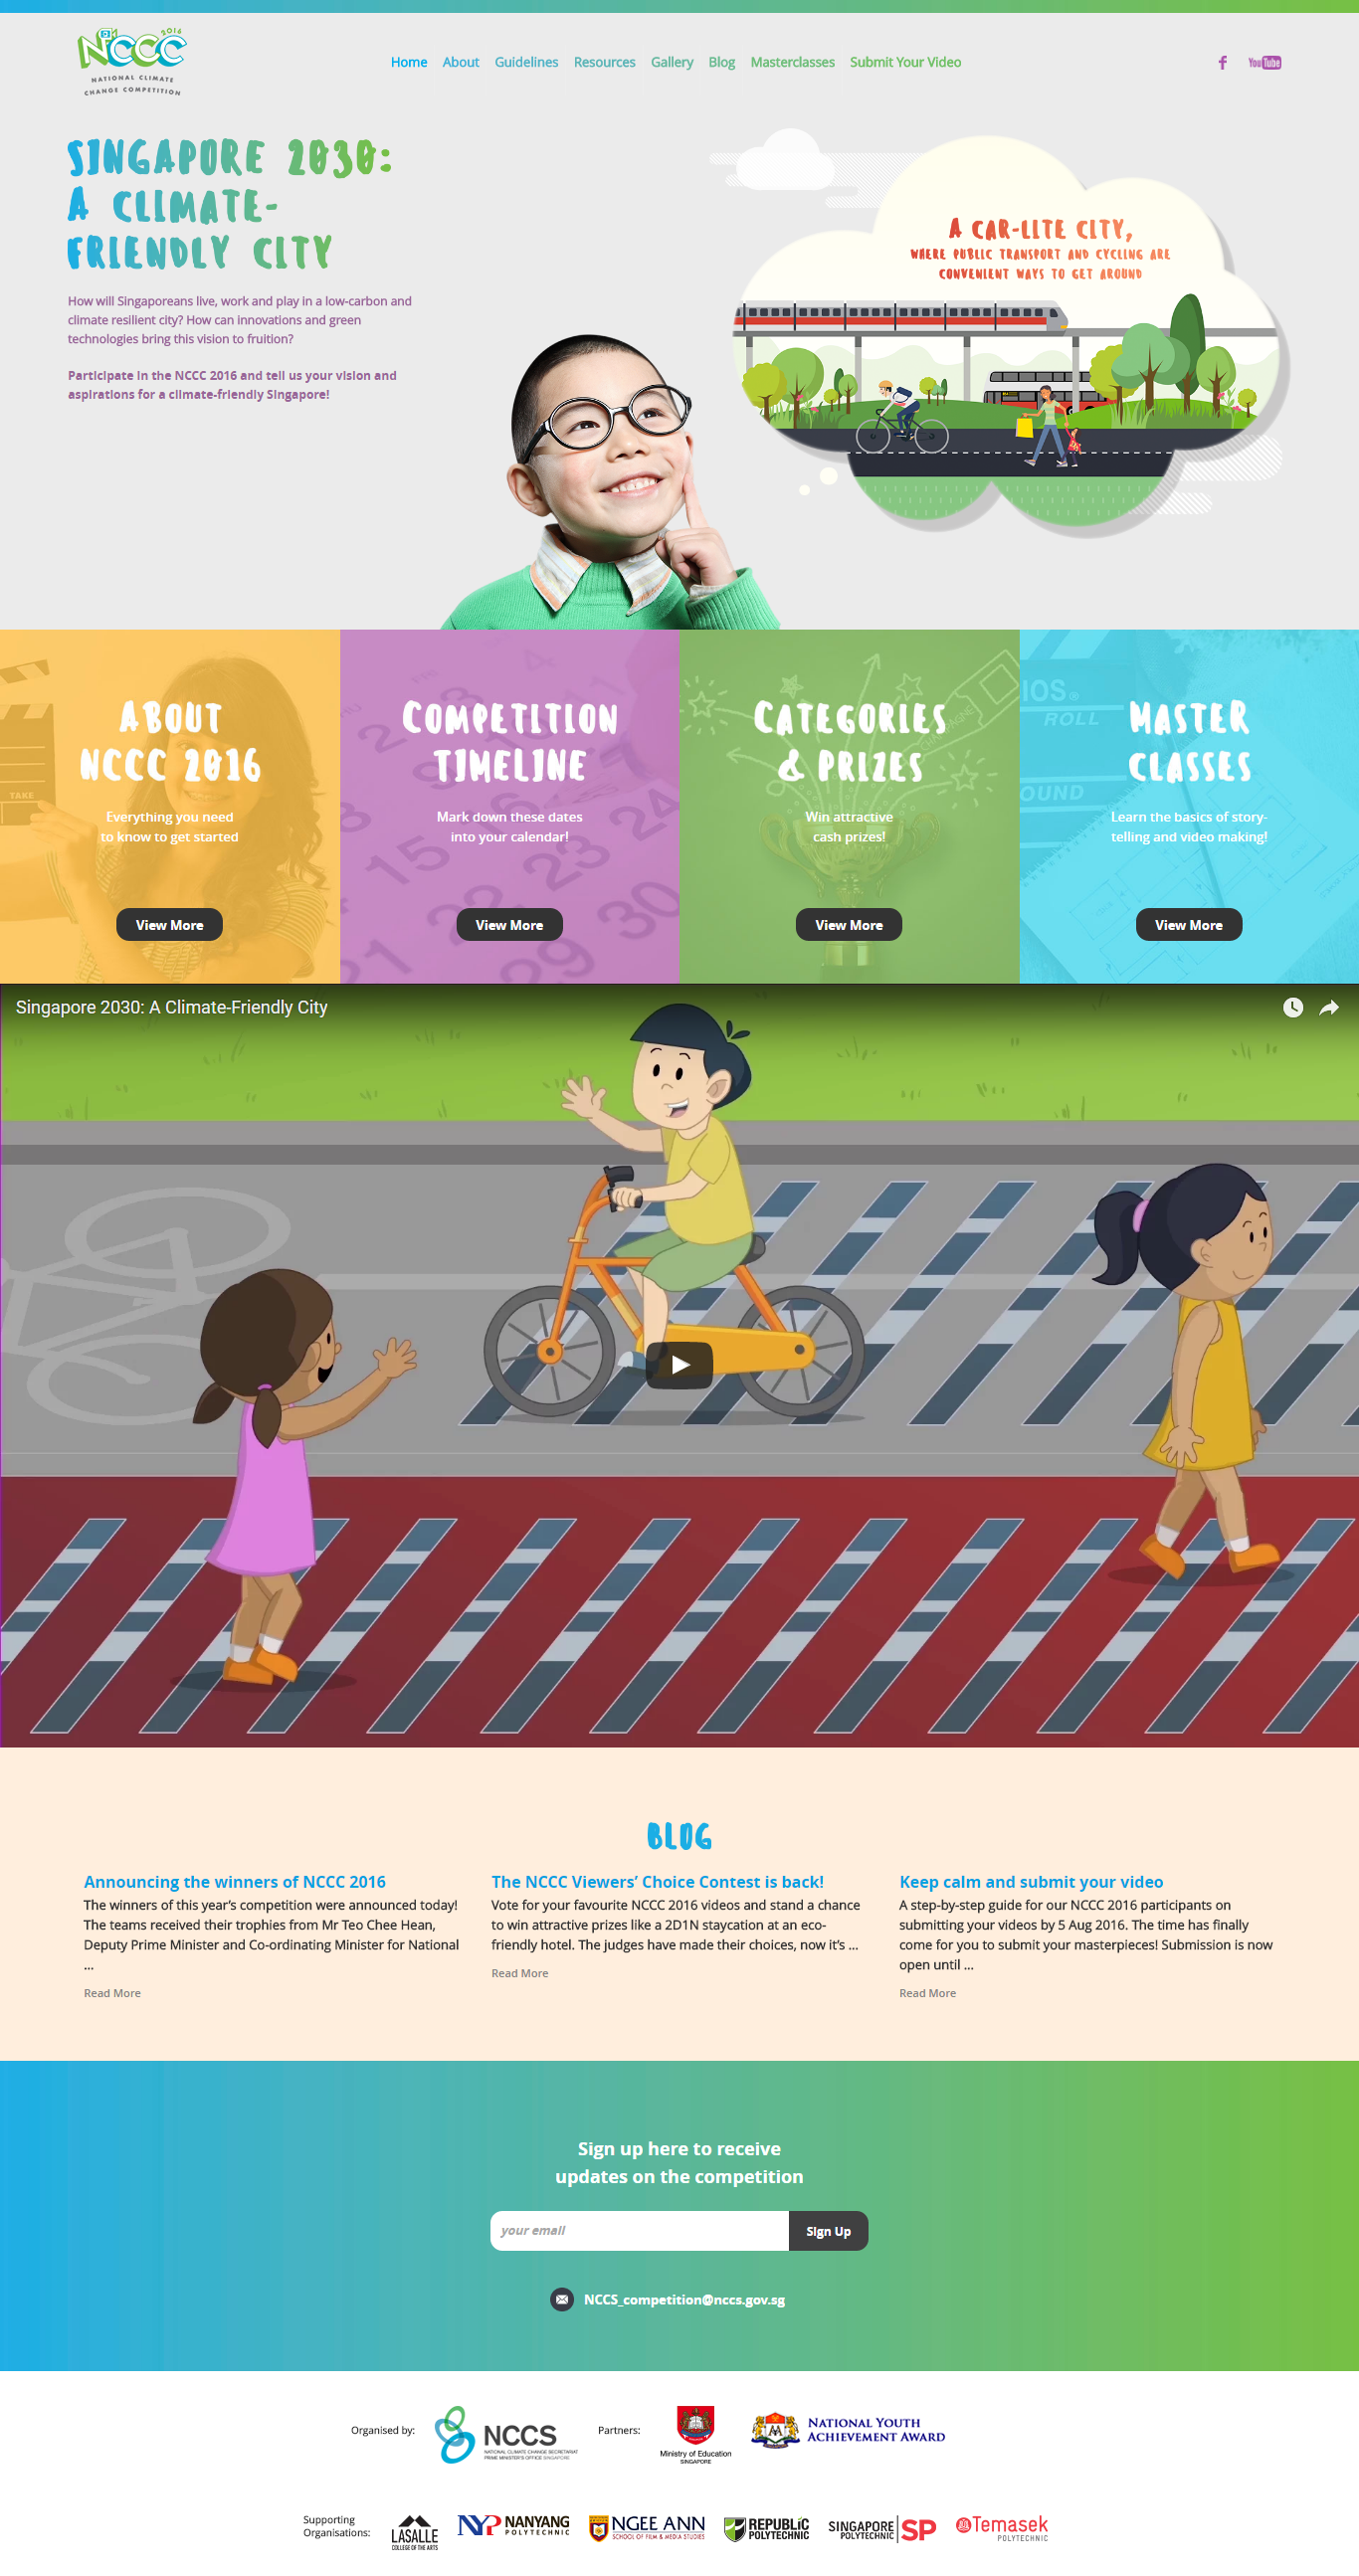 2016
NCCC
NATIONAL CLIMATE
CHANGE COMPETITION
Home About Guidelines Resources Gallery Blog Masterclasses Submit Your Video
YouTube
SINGAPORE 2030:
A CLIMATE-
FRIENDLY CITY
How will Singaporeans live, work and play in a low-carbon and
climate resilient city? How can innovations and green
technologies bring this vision to fruition?
Participate in the NCCC 2016 and tell us your vision and
aspirations for a climate-friendly Singapore!
A CAR-LITE CITY,
WHERE PUBLIC TRANSPORT AND CYCLING ARE
CONVENIENT WAYS TO GET AROUND
ABOUT
NCCC 2016
Everything you need
to know to get started
View More
TAKE
COMPETITION
TIMELINE
Mark down these dates
into your calendar!
View More
15
22
23
24
29
30
CATEGORIES
& PRIZES
Win attractive
cash prizes!
View More
IOS®
ROLL
OUND
MASTER
CLASSES
Learn the basics of story-
telling and video making!
View More
Singapore 2030: A Climate-Friendly City
BLOG
Announcing the winners of NCCC 2016
The winners of this year's competition were announced today!
The teams received their trophies from Mr Teo Chee Hean,
Deputy Prime Minister and Co-ordinating Minister for National
...
Read More
The NCCC Viewers' Choice Contest is back!
Vote for your favourite NCCC 2016 videos and stand a chance
to win attractive prizes like a 2D1N staycation at an eco-
friendly hotel. The judges have made their choices, now it's ...
Read More
Keep calm and submit your video
A step-by-step guide for our NCCC 2016 participants on
submitting your videos by 5 Aug 2016. The time has finally
come for you to submit your masterpieces! Submission is now
open until ...
Read More
Sign up here to receive
updates on the competition
your email
Sign Up
NCCS_competition@nccs.gov.sg
Organised by:
NCCS
NATIONAL CLIMATE CHANGE SECRETARIAT
PRIME MINISTER'S OFFICE SINGAPORE
Partners:
Ministry of Education
SINGAPORE
NATIONAL YOUTH
ACHIEVEMENT AWARD
Supporting
Organisations:
LASALLE
COLLEGE OF THE ARTS
NYP NANYANG
POLYTECHNIC
NGEE ANN
SCHOOL OF FILM & MEDIA STUDIES
REPUBLIC
POLYTECHNIC
SINGAPORE
POLYTECHNIC
SP
Temasek
POLYTECHNIC